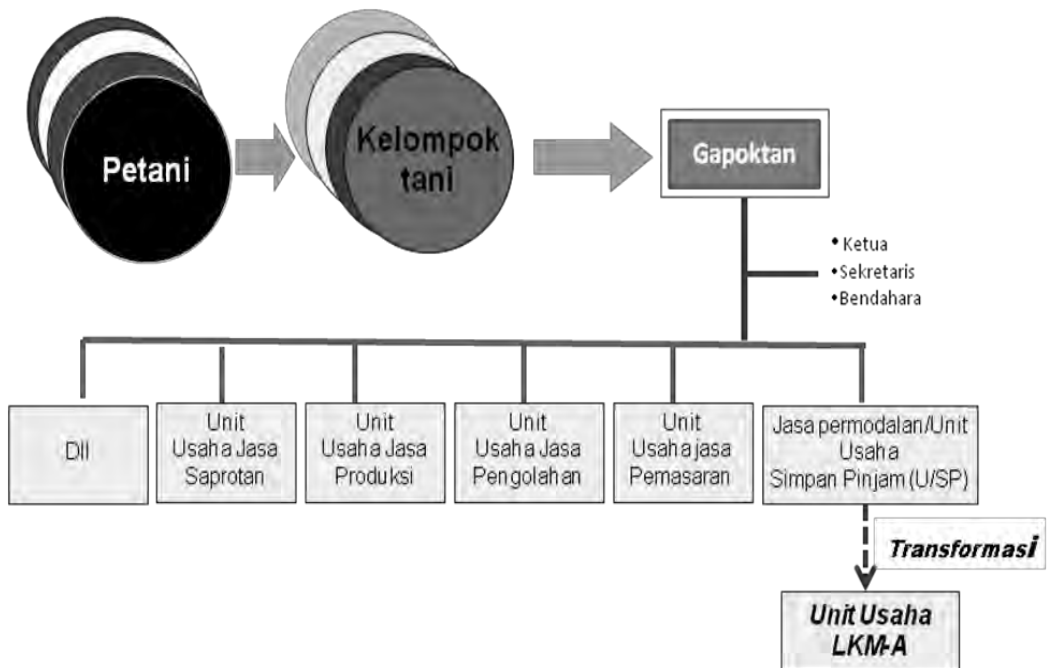 Petani
Kelompok
tani
Gapoktan
• Ketua
• Sekretaris
• Bendahara
Dll
Unit
Usaha Jasa
Saprotan
Unit
Usaha Jasa
Produksi
Unit
Usaha Jasa
Pengolahan
Unit
Usaha jasa
Pemasaran
Jasa permodalan/Unit
Usaha
Simpan Pinjam (U/SP)
Transformasi
Unit Usaha
LKM-A